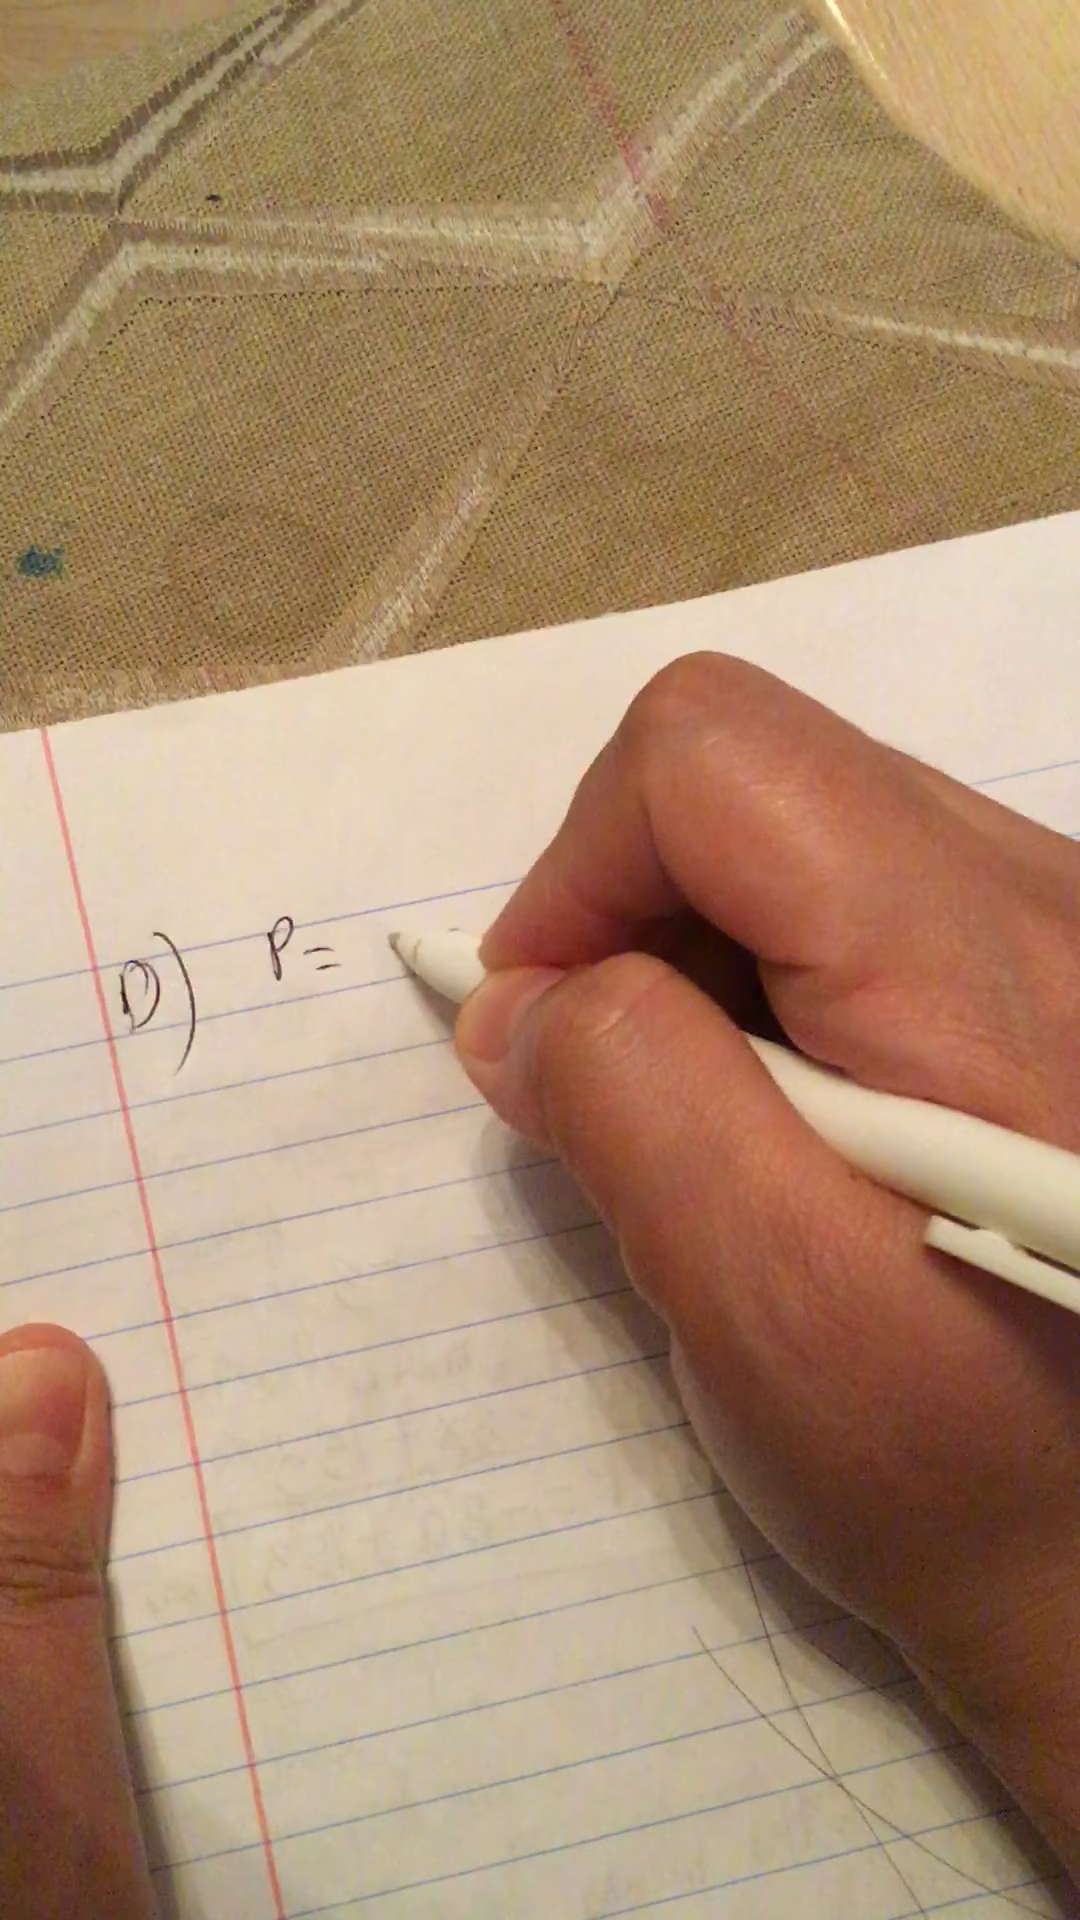 D) P =